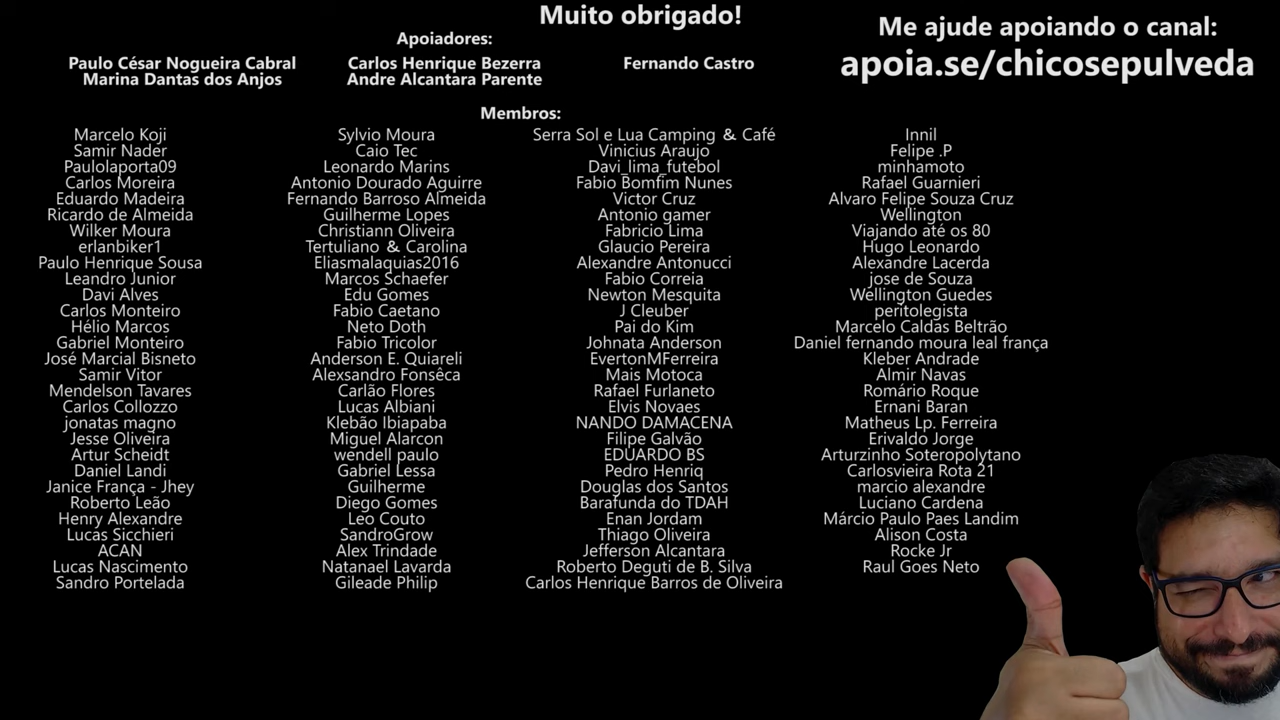 Muito obrigado!
Me ajude apoiando o canal:
apoia.se/chicosepulveda
Apoiadores:
Paulo César Nogueira Cabral
Marina Dantas dos Anjos
Carlos Henrique Bezerra
Andre Alcantara Parente
Fernando Castro
Membros:
Marcelo Koji
Samir Nader
Paulolaporta09
Carlos Moreira
Eduardo Madeira
Ricardo de Almeida
Wilker Moura
erlanbiker1
Paulo Henrique Sousa
Leandro Junior
Davi Alves
Carlos Monteiro
Hélio Marcos
Gabriel Monteiro
José Marcial Bisneto
Samir Vitor
Mendelson Tavares
Carlos Collozzo
jonatas magno
Jesse Oliveira
Artur Scheidt
Daniel Landi
Janice França - Jhey
Roberto Leão
Henry Alexandre
Lucas Sicchieri
ACAN
Lucas Nascimento
Sandro Portelada
Sylvio Moura
Caio Tec
Leonardo Marins
Antonio Dourado Aguirre
Fernando Barroso Almeida
Guilherme Lopes
Christiann Oliveira
Tertuliano & Carolina
Eliasmalaquias2016
Marcos Schaefer
Edu Gomes
Fabio Caetano
Neto Doth
Fabio Tricolor
Anderson E. Quiareli
Alexsandro Fonsêca
Carlão Flores
Lucas Albiani
Klebão Ibiapaba
Miguel Alarcon
wendell paulo
Gabriel Lessa
Guilherme
Diego Gomes
Leo Couto
SandroGrow
Alex Trindade
Natanael Lavarda
Gileade Philip
Serra Sol e Lua Camping & Café
Vinicius Araujo
Davi_lima_futebol
Fabio Bomfim Nunes
Victor Cruz
Antonio gamer
Fabricio Lima
Glaucio Pereira
Alexandre Antonucci
Fabio Correia
Newton Mesquita
J Cleuber
Pai do Kim
Johnata Anderson
EvertonMFerreira
Mais Motoca
Rafael Furlaneto
Elvis Novaes
NANDO DAMACENA
Filipe Galvão
EDUARDO BS
Pedro Henriq
Douglas dos Santos
Barafunda do TDAH
Enan Jordam
Thiago Oliveira
Jefferson Alcantara
Roberto Deguti de B. Silva
Carlos Henrique Barros de Oliveira
Innil
Felipe .P
minhamoto
Rafael Guarnieri
Alvaro Felipe Souza Cruz
Wellington
Viajando até os 80
Hugo Leonardo
Alexandre Lacerda
jose de Souza
Wellington Guedes
peritolegista
Marcelo Caldas Beltrão
Daniel fernando moura leal frança
Kleber Andrade
Almir Navas
Romário Roque
Ernani Baran
Matheus Lp. Ferreira
Erivaldo Jorge
Arturzinho Soteropolytano
Carlosvieira Rota 21
marcio alexandre
Luciano Cardena
Márcio Paulo Paes Landim
Alison Costa
Rocke Jr
Raul Goes Neto